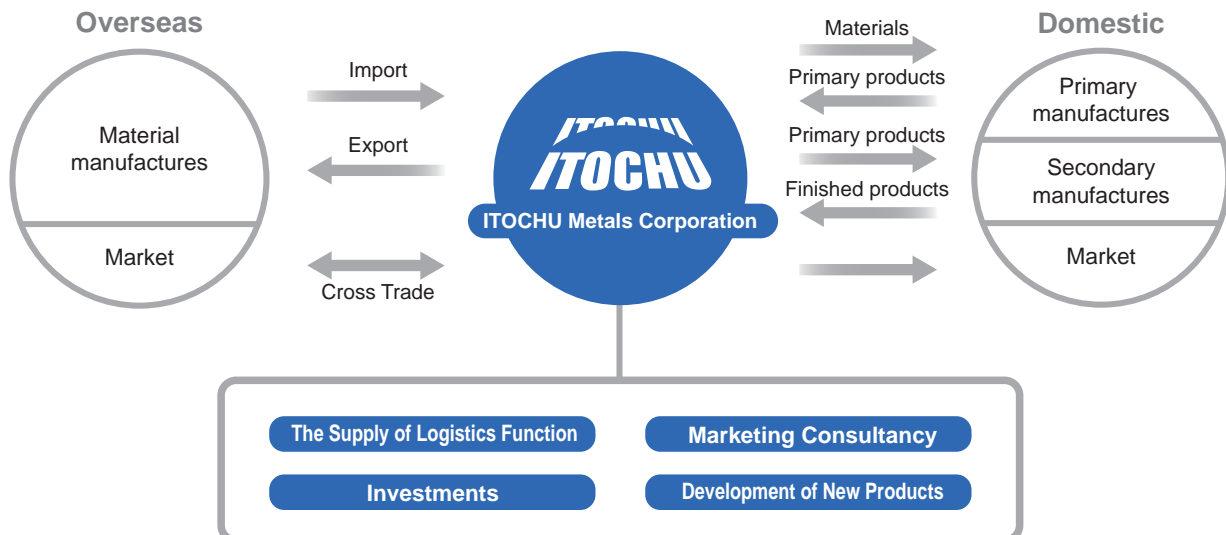 Overseas
Material
manufactures
Market
Import
Export
Cross Trade
ITOCHU
ITOCHU
ITOCHU Metals Corporation
Materials
Primary products
Primary products
Finished products
Domestic
Primary
manufactures
Secondary
manufactures
Market
The Supply of Logistics Function
Marketing Consultancy
Investments
Development of New Products